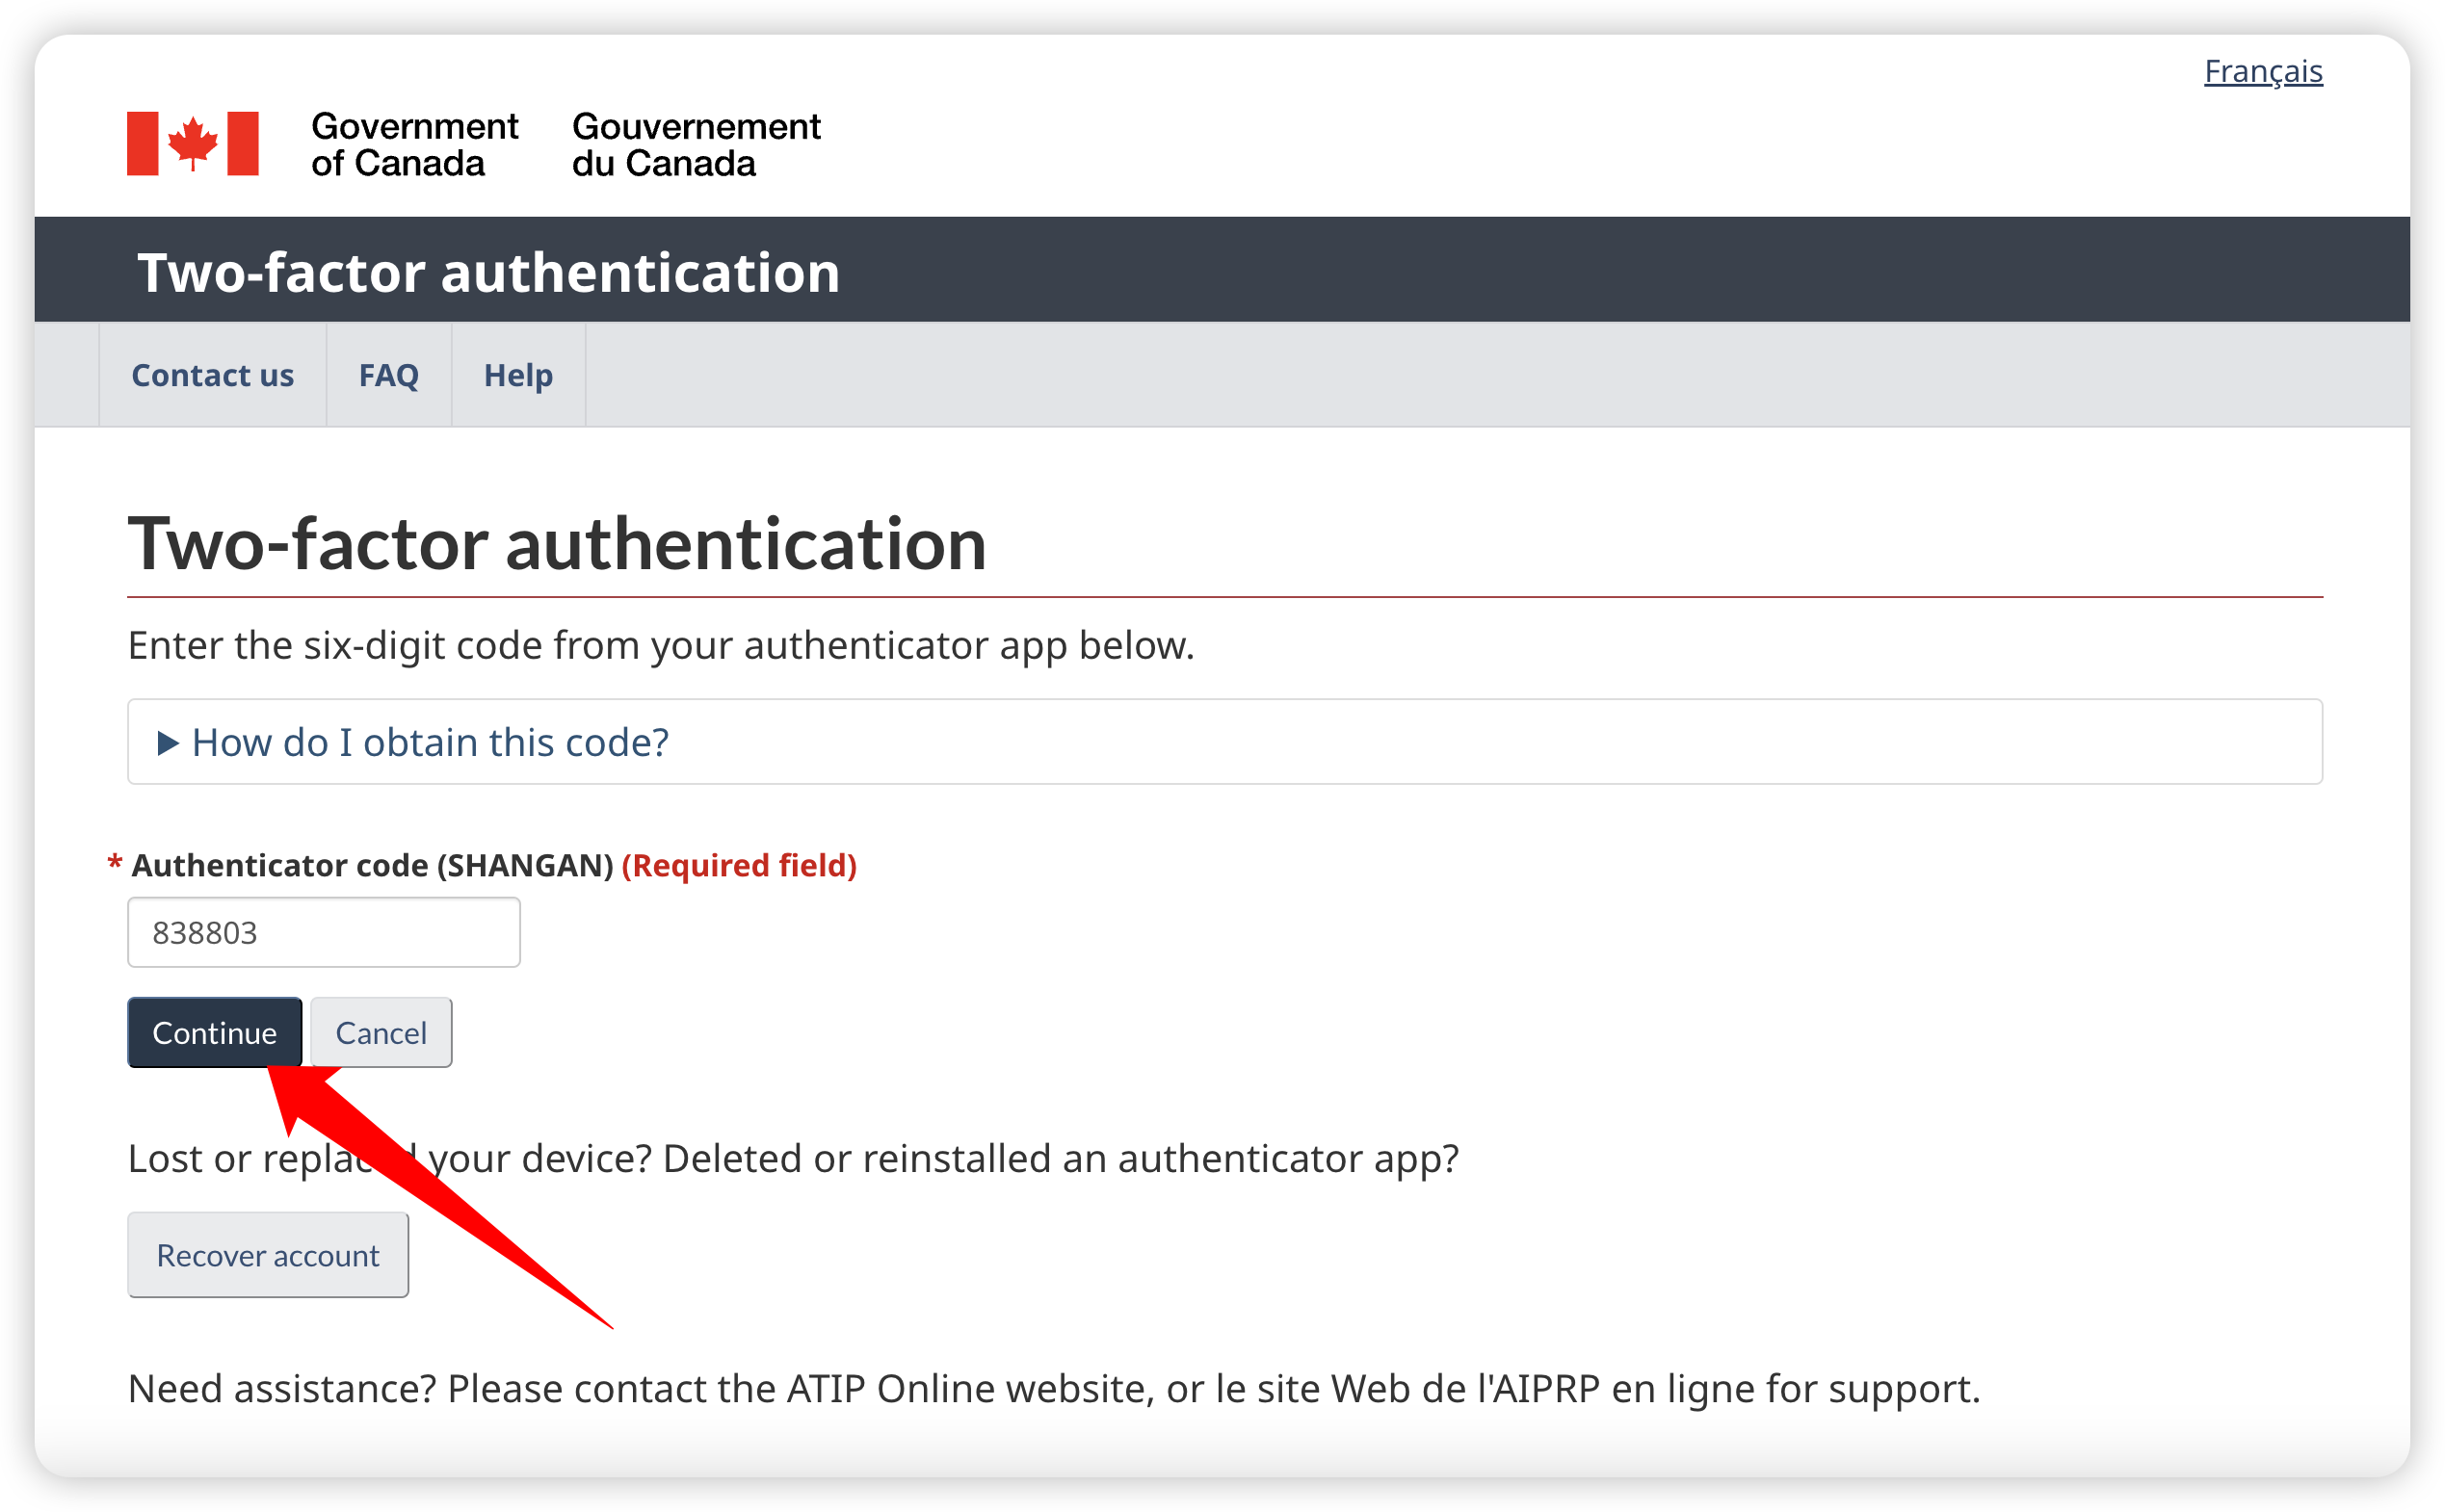 Français
Government of Canada
Gouvernement du Canada
Two-factor authentication
Contact us
FAQ
Help
Two-factor authentication
Enter the six-digit code from your authenticator app below.
How do I obtain this code?
* Authenticator code (SHANGAN) (Required field)
838803
Continue
Cancel
Lost or replaced your device? Deleted or reinstalled an authenticator app?
Recover account
Need assistance? Please contact the ATIP Online website, or le site Web de l'AIPRP en ligne for support.